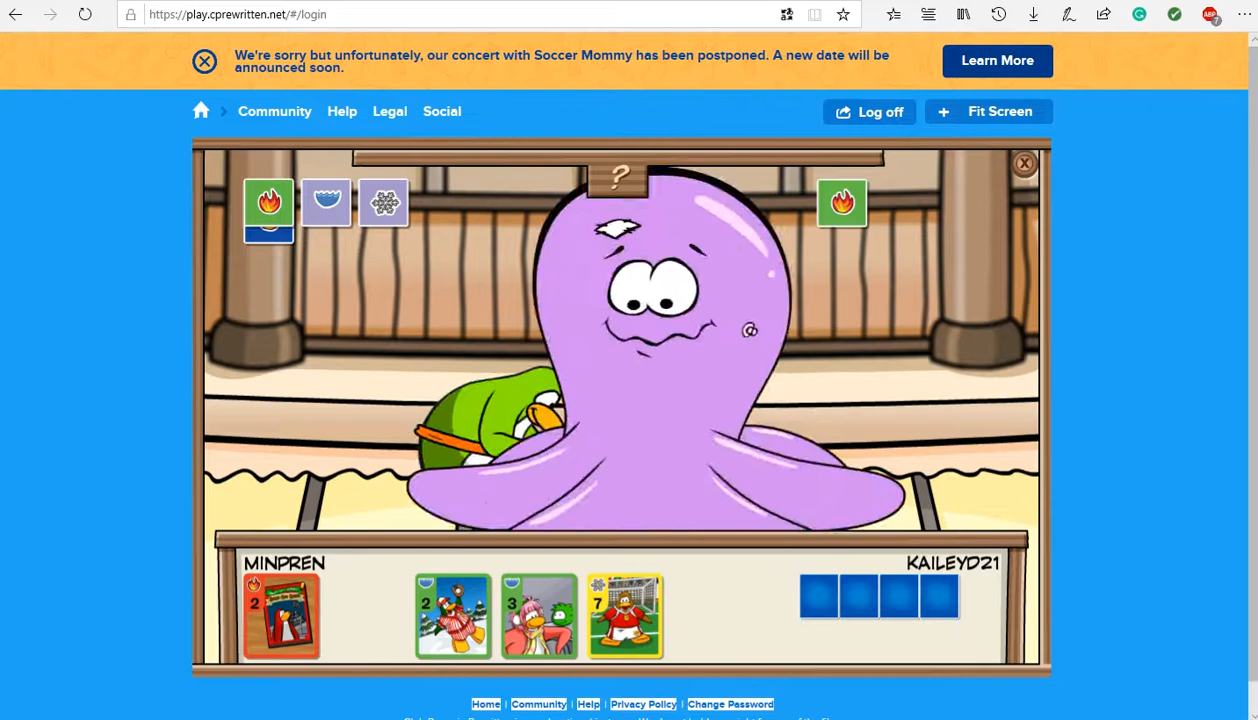 https://play.cprewritten.net/#/login
ABP
7
We're sorry but unfortunately, our concert with Soccer Mommy has been postponed. A new date will be
announced soon.
Learn More
Community
Help
Legal
Social
Log off
+ Fit Screen
?
MINPREN
KAILEYD21
2
2
3
7
Home | Community | Help | Privacy Policy | Change Password